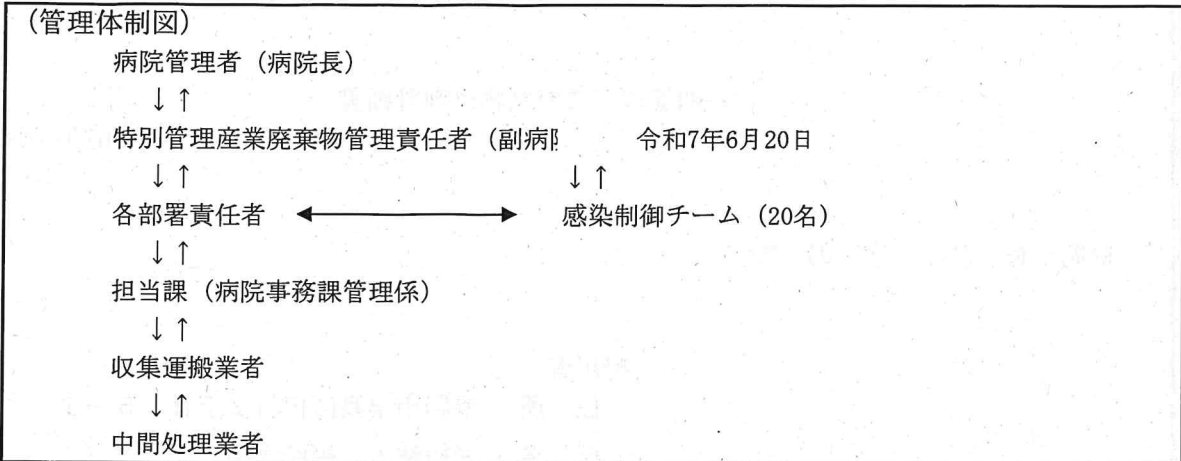 (管理体制図)
病院管理者（病院長）
↓↑
特別管理産業廃棄物管理責任者（副病 令和7年6月20日
↓↑ ↓↑
各部署責任者 ←→ 感染制御チーム（20名）
↓↑
担当課（病院事務課管理係）
↓↑
収集運搬業者
↓↑
中間処理業者